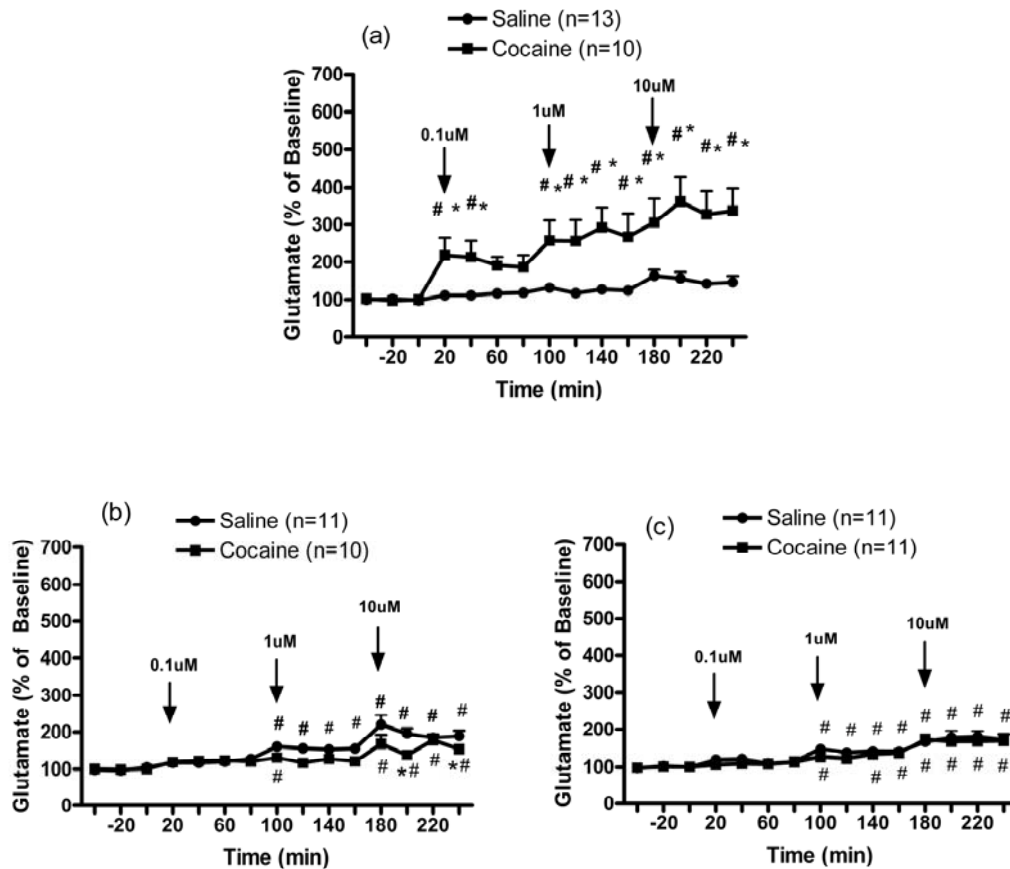 (a)
Saline (n=13)
Cocaine (n=10)
Glutamate (% of Baseline)
700
600
500
400
300
200
100
0
0.1uM
1uM
10uM
# * #* #* #* #* #* #* #* #* #*
-20 20 60 100 140 180 220
Time (min)
(b)
Saline (n=11)
Cocaine (n=10)
Glutamate (% of Baseline)
700
600
500
400
300
200
100
0
0.1uM
1uM
10uM
# # # # # # # #
# # *# # *#
-20 20 60 100 140 180 220
Time (min)
(c)
Saline (n=11)
Cocaine (n=11)
Glutamate (% of Baseline)
700
600
500
400
300
200
100
0
0.1uM
1uM
10uM
# # # # # # # #
# # # # # # #
-20 20 60 100 140 180 220
Time (min)